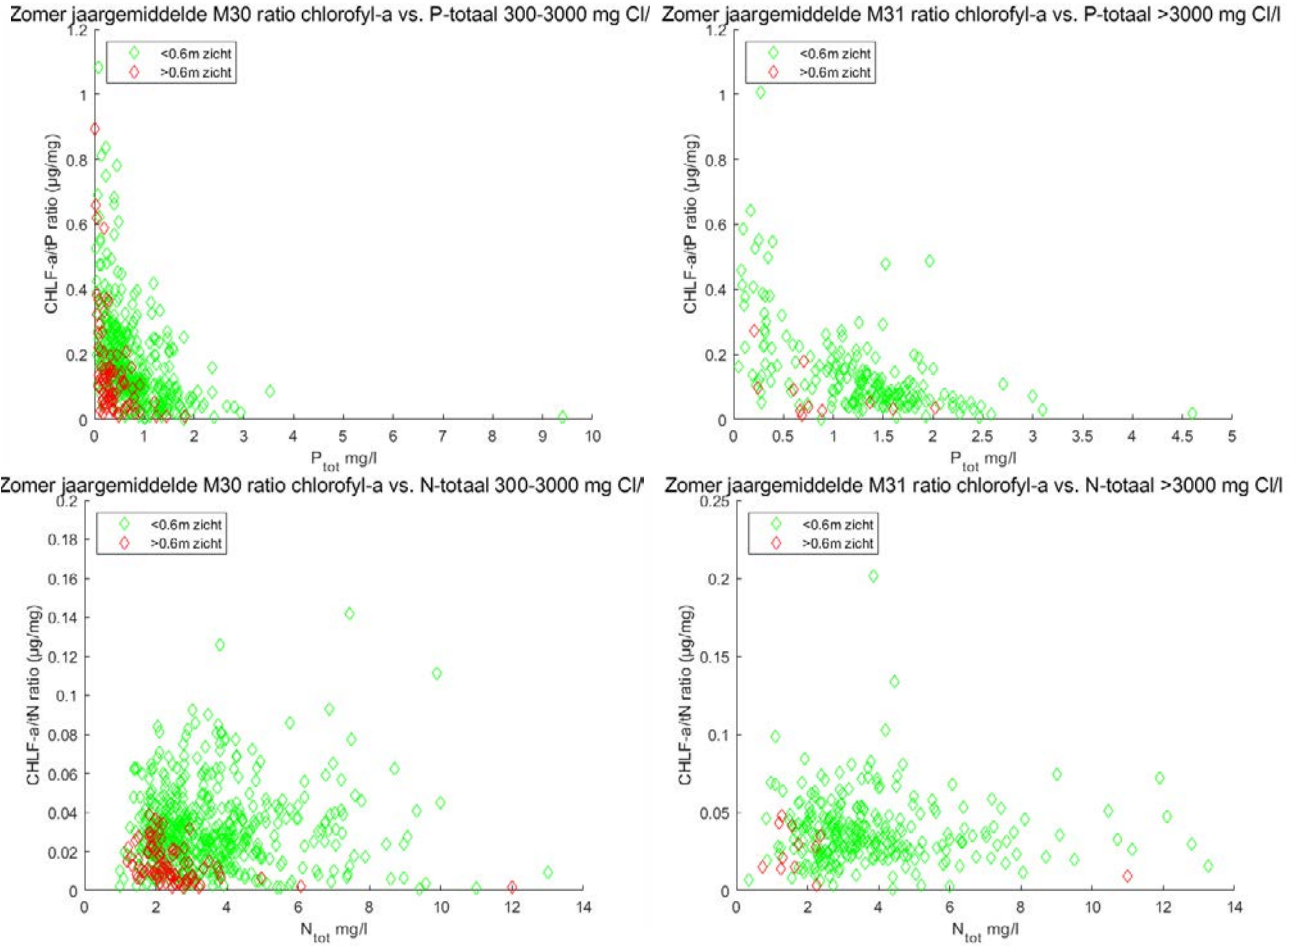 Zomer jaargemiddelde M30 ratio chlorofyl-a vs. P-totaal 300-3000 mg Cl/
1.2
1
0.8
0.6
0.4
0.2
0
CHLF-a/tP ratio (µg/mg)
<0.6m zicht
>0.6m zicht
0 1 2 3 4 5 6 7 8 9 10
Ptot mg/l
Zomer jaargemiddelde M31 ratio chlorofyl-a vs. P-totaal >3000 mg Cl/l
1.2
1
0.8
0.6
0.4
0.2
0
CHLF-a/tP ratio (µg/mg)
<0.6m zicht
>0.6m zicht
0 0.5 1 1.5 2 2.5 3 3.5 4 4.5 5
Ptot mg/l
Zomer jaargemiddelde M30 ratio chlorofyl-a vs. N-totaal 300-3000 mg Cl/
0.2
0.18
0.16
0.14
0.12
0.1
0.08
0.06
0.04
0.02
0
CHLF-a/tN ratio (µg/mg)
<0.6m zicht
>0.6m zicht
0 2 4 6 8 10 12 14
Ntot mg/l
Zomer jaargemiddelde M31 ratio chlorofyl-a vs. N-totaal >3000 mg Cl/l
0.25
0.2
0.15
0.1
0.05
0
CHLF-a/tN ratio (µg/mg)
<0.6m zicht
>0.6m zicht
0 2 4 6 8 10 12 14
Ntot mg/l